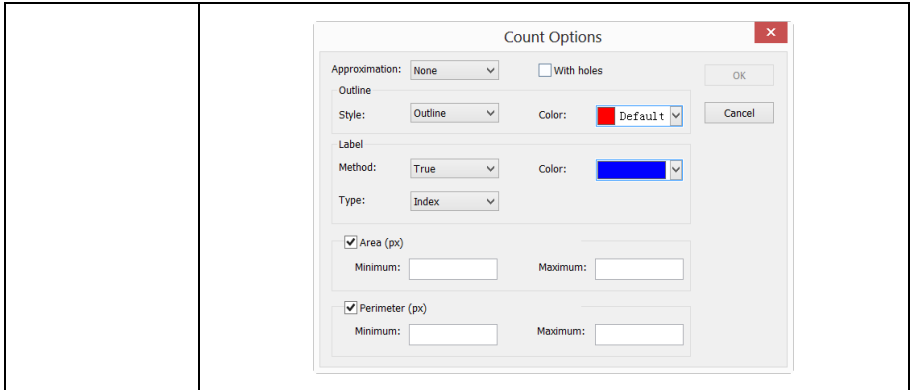 Count Options
Approximation: None With holes OK
Outline
Style: Outline Color: Default Cancel
Label
Method: True Color:
Type: Index
Area (px)
Minimum: Maximum:
Perimeter (px)
Minimum: Maximum: